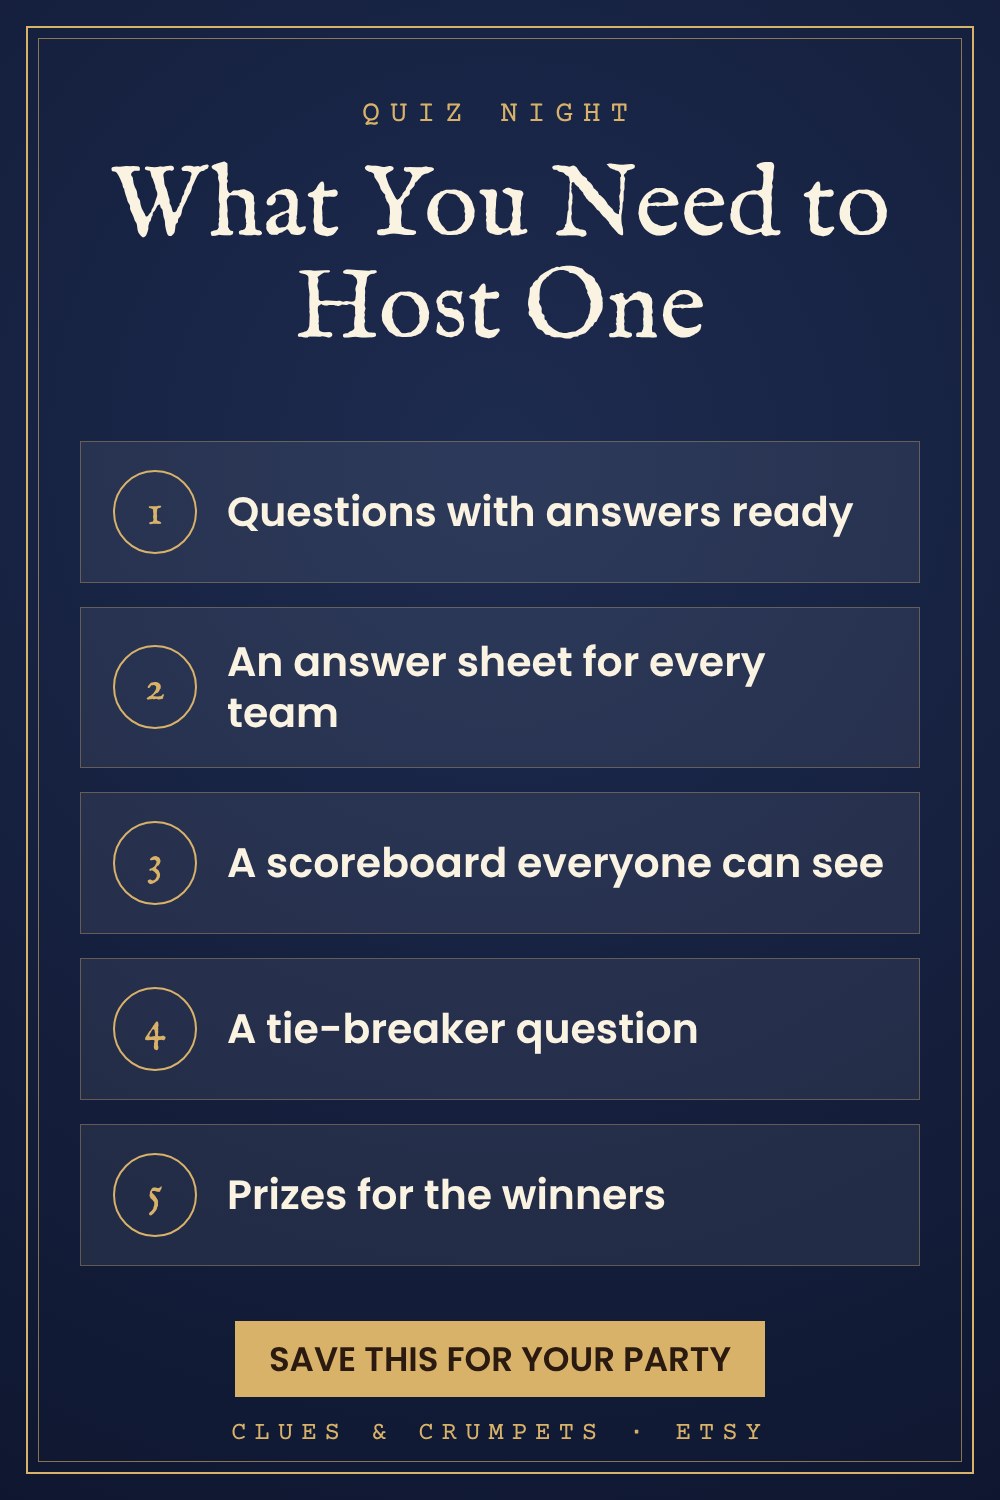 QUIZ NIGHT
What You Need to
Host One
1
Questions with answers ready
2
An answer sheet for every
team
3
A scoreboard everyone can see
4
A tie-breaker question
5
Prizes for the winners
SAVE THIS FOR YOUR PARTY
CLUES & CRUMPETS · ETSY